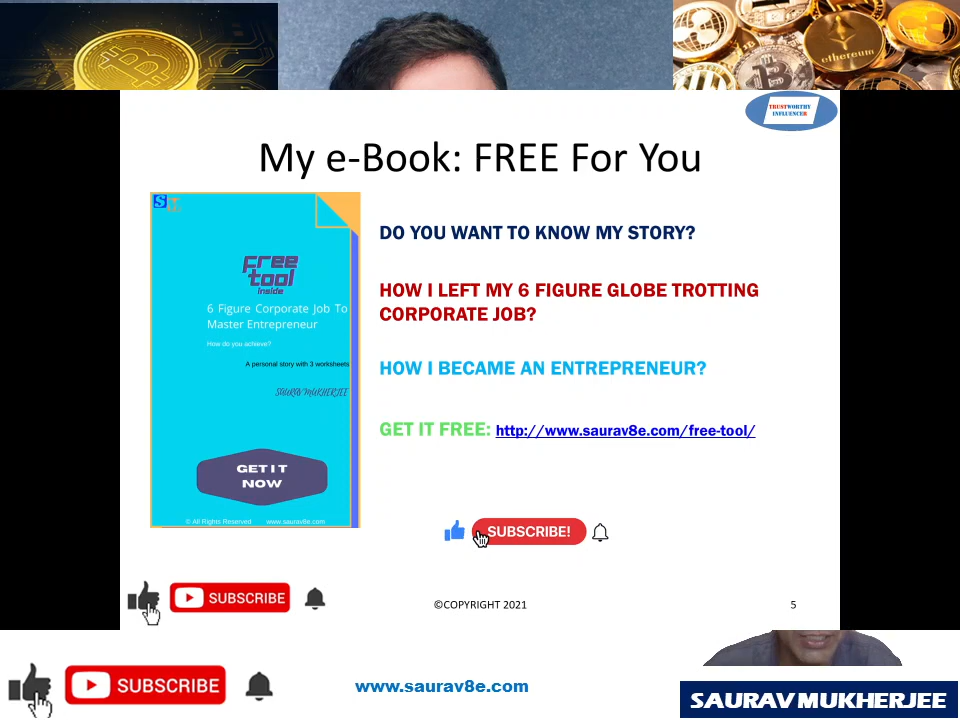 ethereum
TRUSTWORTHY
INFLUENCER
My e-Book: FREE For You
Free
tool
inside
6 Figure Corporate Job To
Master Entrepreneur
How do you achieve?
A personal story with 3 worksheets
SAURAV MUKHERJEE
GET IT
NOW
© All Rights Reserved www.saurav8e.com
DO YOU WANT TO KNOW MY STORY?
HOW I LEFT MY 6 FIGURE GLOBE TROTTING
CORPORATE JOB?
HOW I BECAME AN ENTREPRENEUR?
GET IT FREE: http://www.saurav8e.com/free-tool/
SUBSCRIBE!
SUBSCRIBE
©COPYRIGHT 2021
5
SUBSCRIBE
www.saurav8e.com
SAURAV MUKHERJEE